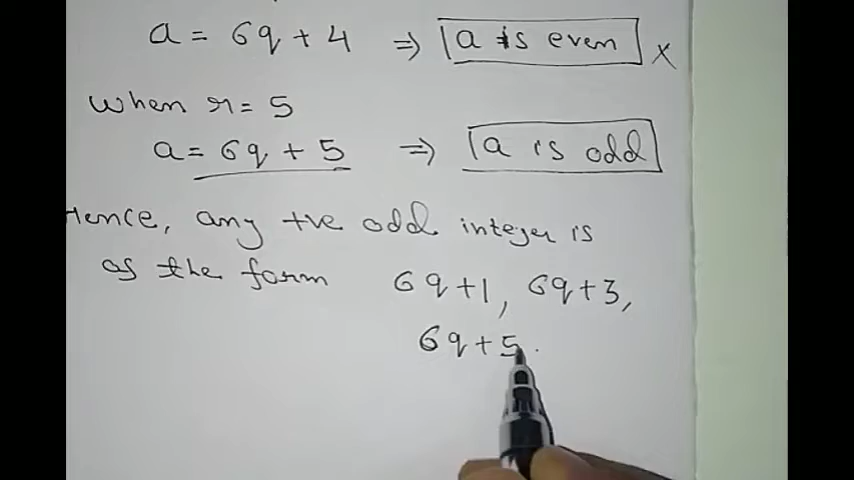 a = 6q + 4 ⇒ a is even ×
when r = 5
a = 6q + 5 ⇒ a is odd
Hence, any +ve odd integer is
of the form 6q+1, 6q+3,
6q+5.